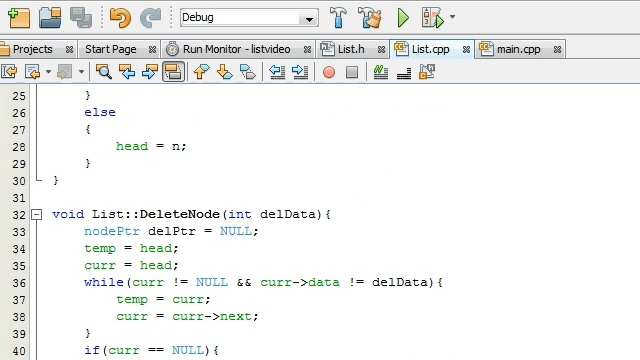 Debug
Projects Start Page Run Monitor - listvideo List.h List.cpp main.cpp
25 }
26 else
27 {
28 head = n;
29 }
30 }
31
32 void List::DeleteNode(int delData){
33 nodePtr delPtr = NULL;
34 temp = head;
35 curr = head;
36 while(curr != NULL && curr->data != delData){
37 temp = curr;
38 curr = curr->next;
39 }
40 if(curr == NULL){